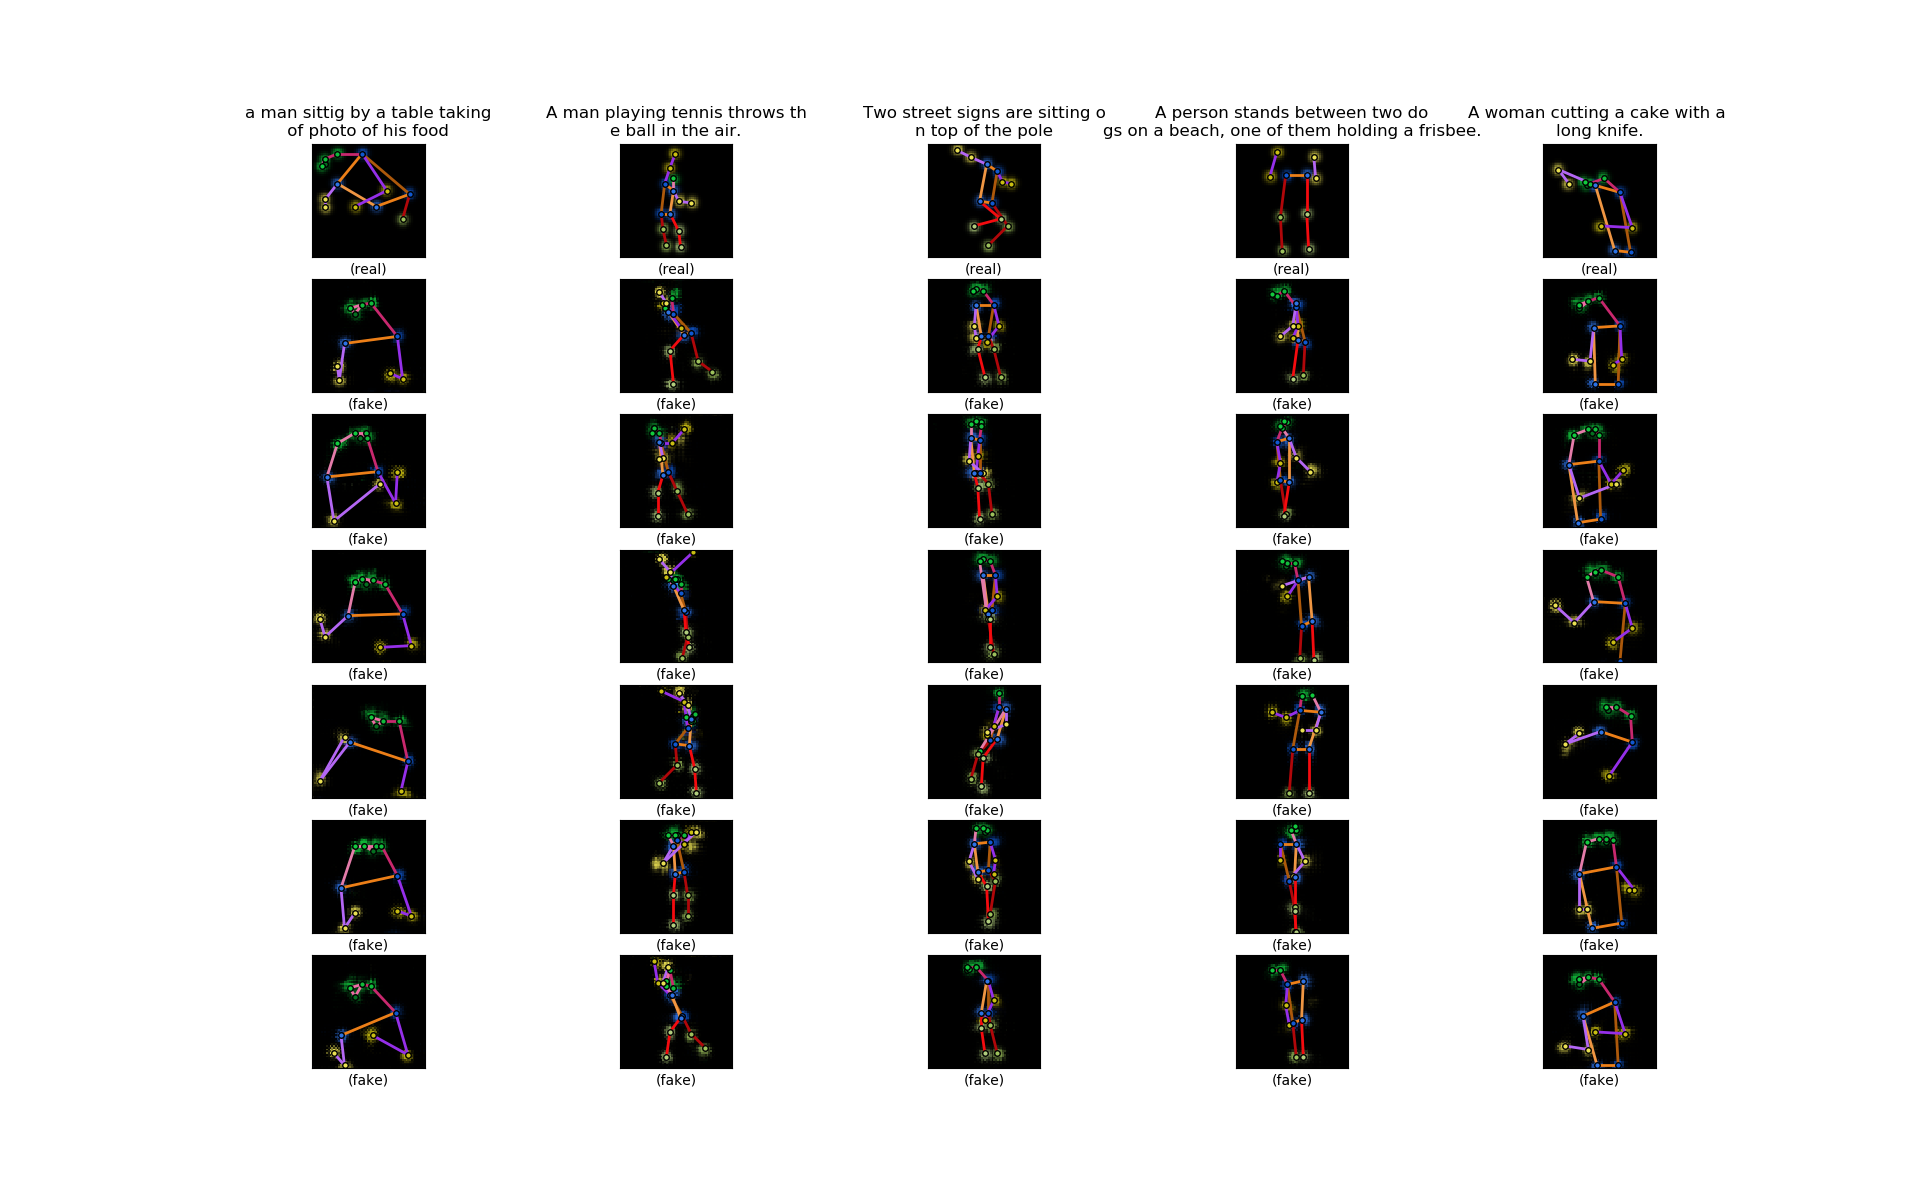 a man sittig by a table taking
of photo of his food
A man playing tennis throws th
e ball in the air.
Two street signs are sitting o
n top of the pole
A person stands between two do
gs on a beach, one of them holding a frisbee.
A woman cutting a cake with a
long knife.
(real) (real) (real) (real) (real)
(fake) (fake) (fake) (fake) (fake)
(fake) (fake) (fake) (fake) (fake)
(fake) (fake) (fake) (fake) (fake)
(fake) (fake) (fake) (fake) (fake)
(fake) (fake) (fake) (fake) (fake)
(fake) (fake) (fake) (fake) (fake)